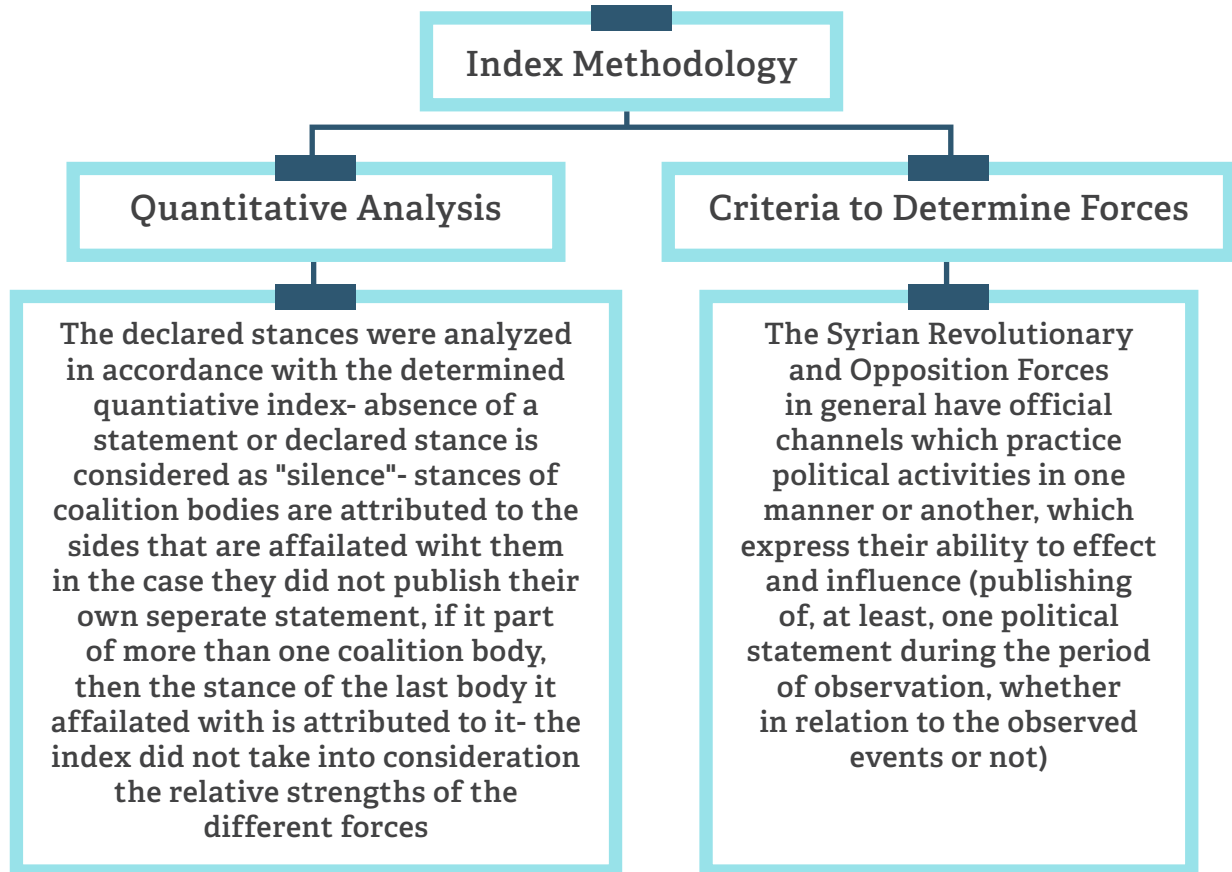 Index Methodology
Quantitative Analysis
The declared stances were analyzed
in accordance with the determined
quantiative index- absence of a
statement or declared stance is
considered as "silence"- stances of
coalition bodies are attributed to the
sides that are affailated wiht them
in the case they did not publish their
own seperate statement, if it part
of more than one coalition body,
then the stance of the last body it
affailated with is attributed to it- the
index did not take into consideration
the relative strengths of the
different forces
Criteria to Determine Forces
The Syrian Revolutionary
and Opposition Forces
in general have official
channels which practice
political activities in one
manner or another, which
express their ability to effect
and influence (publishing
of, at least, one political
statement during the period
of observation, whether
in relation to the observed
events or not)